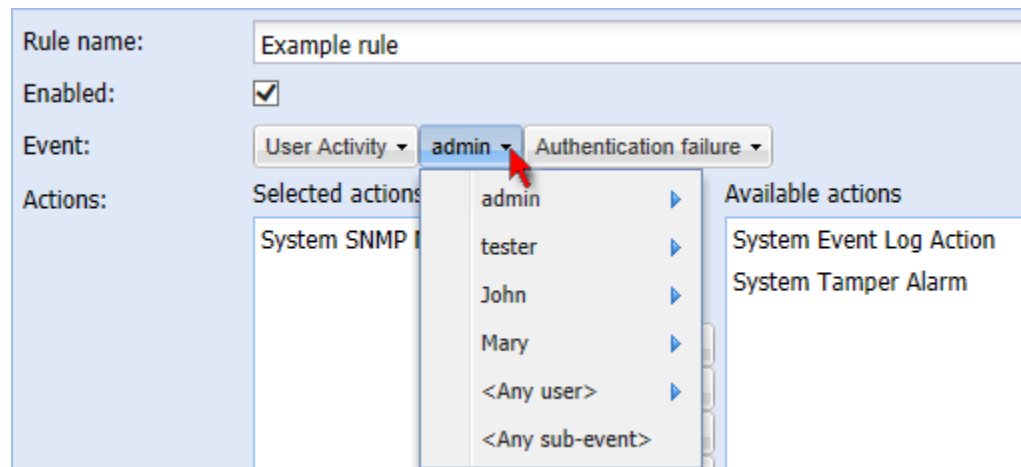 Rule name: Example rule
Enabled:
Event: User Activity admin Authentication failure
Actions: Selected actions Available actions
System SNMP
System Event Log Action
System Tamper Alarm
admin
tester
John
Mary
<Any user>
<Any sub-event>